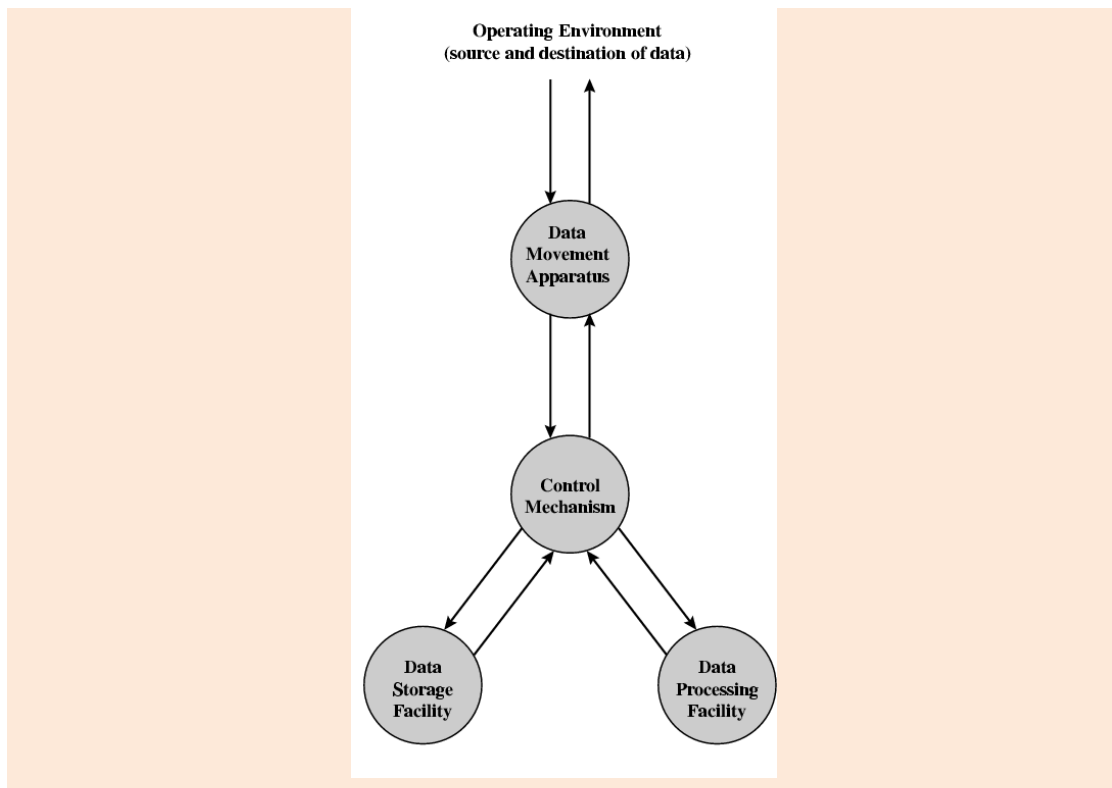 Operating Environment
(source and destination of data)
Data
Movement
Apparatus
Control
Mechanism
Data
Storage
Facility
Data
Processing
Facility